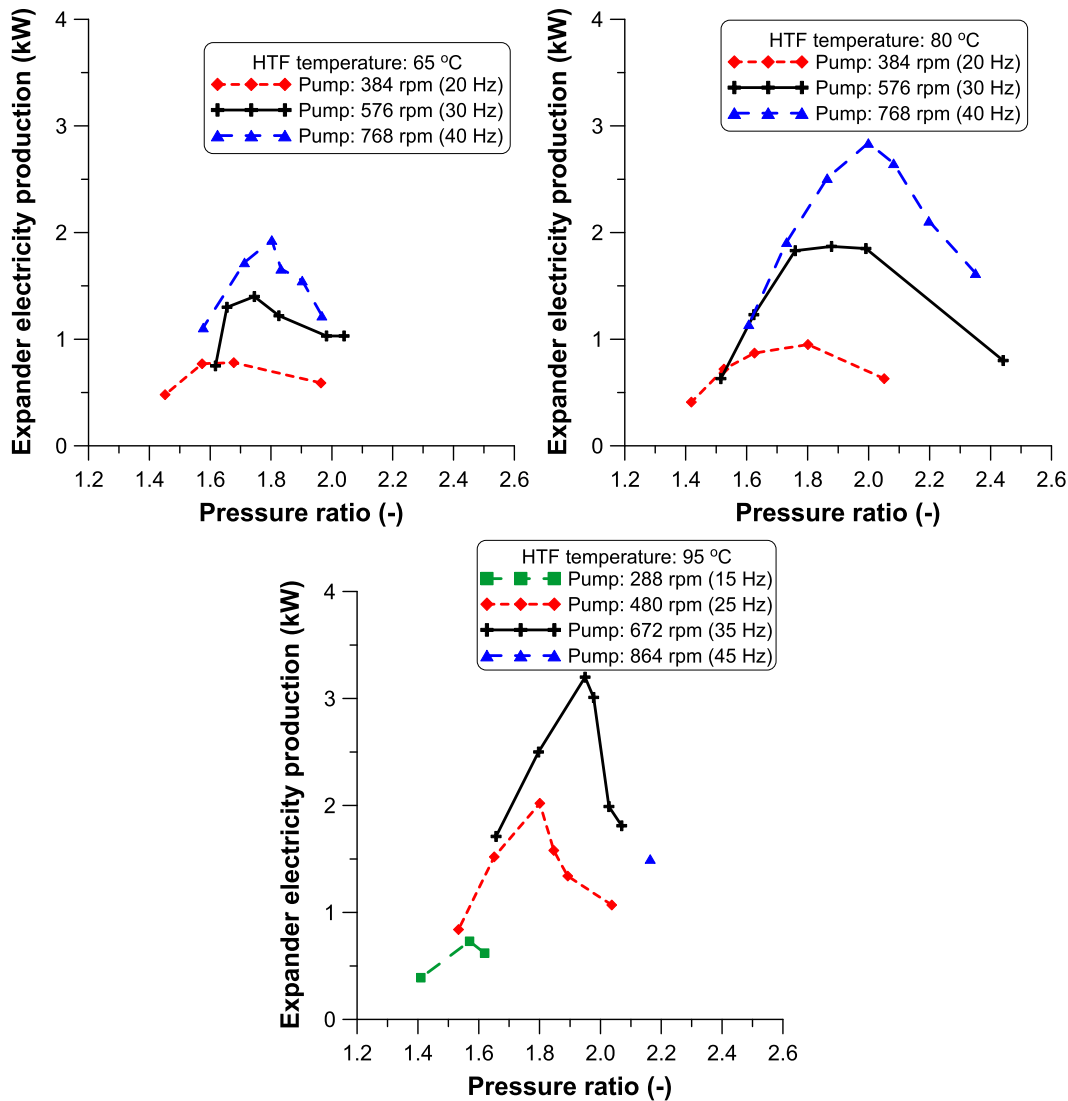 Expander electricity production (kW)
4
3
2
1
0
HTF temperature: 65 °C
Pump: 384 rpm (20 Hz)
Pump: 576 rpm (30 Hz)
Pump: 768 rpm (40 Hz)
1.2 1.4 1.6 1.8 2.0 2.2 2.4 2.6
Pressure ratio (-)
Expander electricity production (kW)
4
3
2
1
0
HTF temperature: 80 °C
Pump: 384 rpm (20 Hz)
Pump: 576 rpm (30 Hz)
Pump: 768 rpm (40 Hz)
1.2 1.4 1.6 1.8 2.0 2.2 2.4 2.6
Pressure ratio (-)
Expander electricity production (kW)
4
3
2
1
0
HTF temperature: 95 °C
Pump: 288 rpm (15 Hz)
Pump: 480 rpm (25 Hz)
Pump: 672 rpm (35 Hz)
Pump: 864 rpm (45 Hz)
1.2 1.4 1.6 1.8 2.0 2.2 2.4 2.6
Pressure ratio (-)